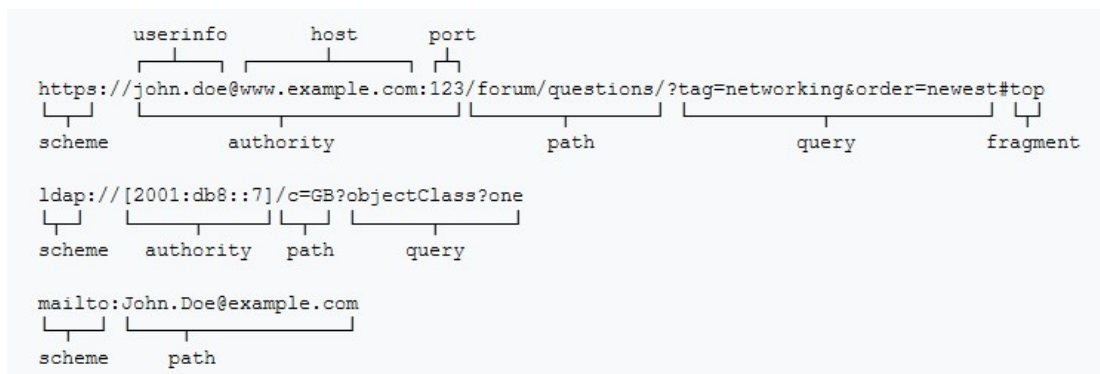 userinfo host port
https://john.doe@www.example.com:123/forum/questions/?tag=networking&order=newest#top
scheme authority path query fragment
ldap://[2001:db8::7]/c=GB?objectClass?one
scheme authority path query
mailto:John.Doe@example.com
scheme path